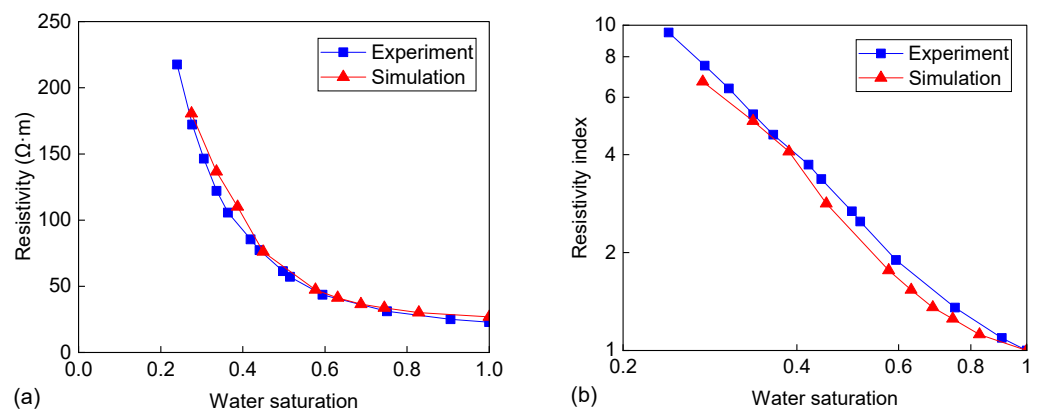 250
200
150
100
50
0
Resistivity (Ω·m)
Experiment
Simulation
0.0 0.2 0.4 0.6 0.8 1.0
Water saturation
(a)
10
8
6
4
2
1
Resistivity index
Experiment
Simulation
0.2 0.4 0.6 0.8 1
Water saturation
(b)